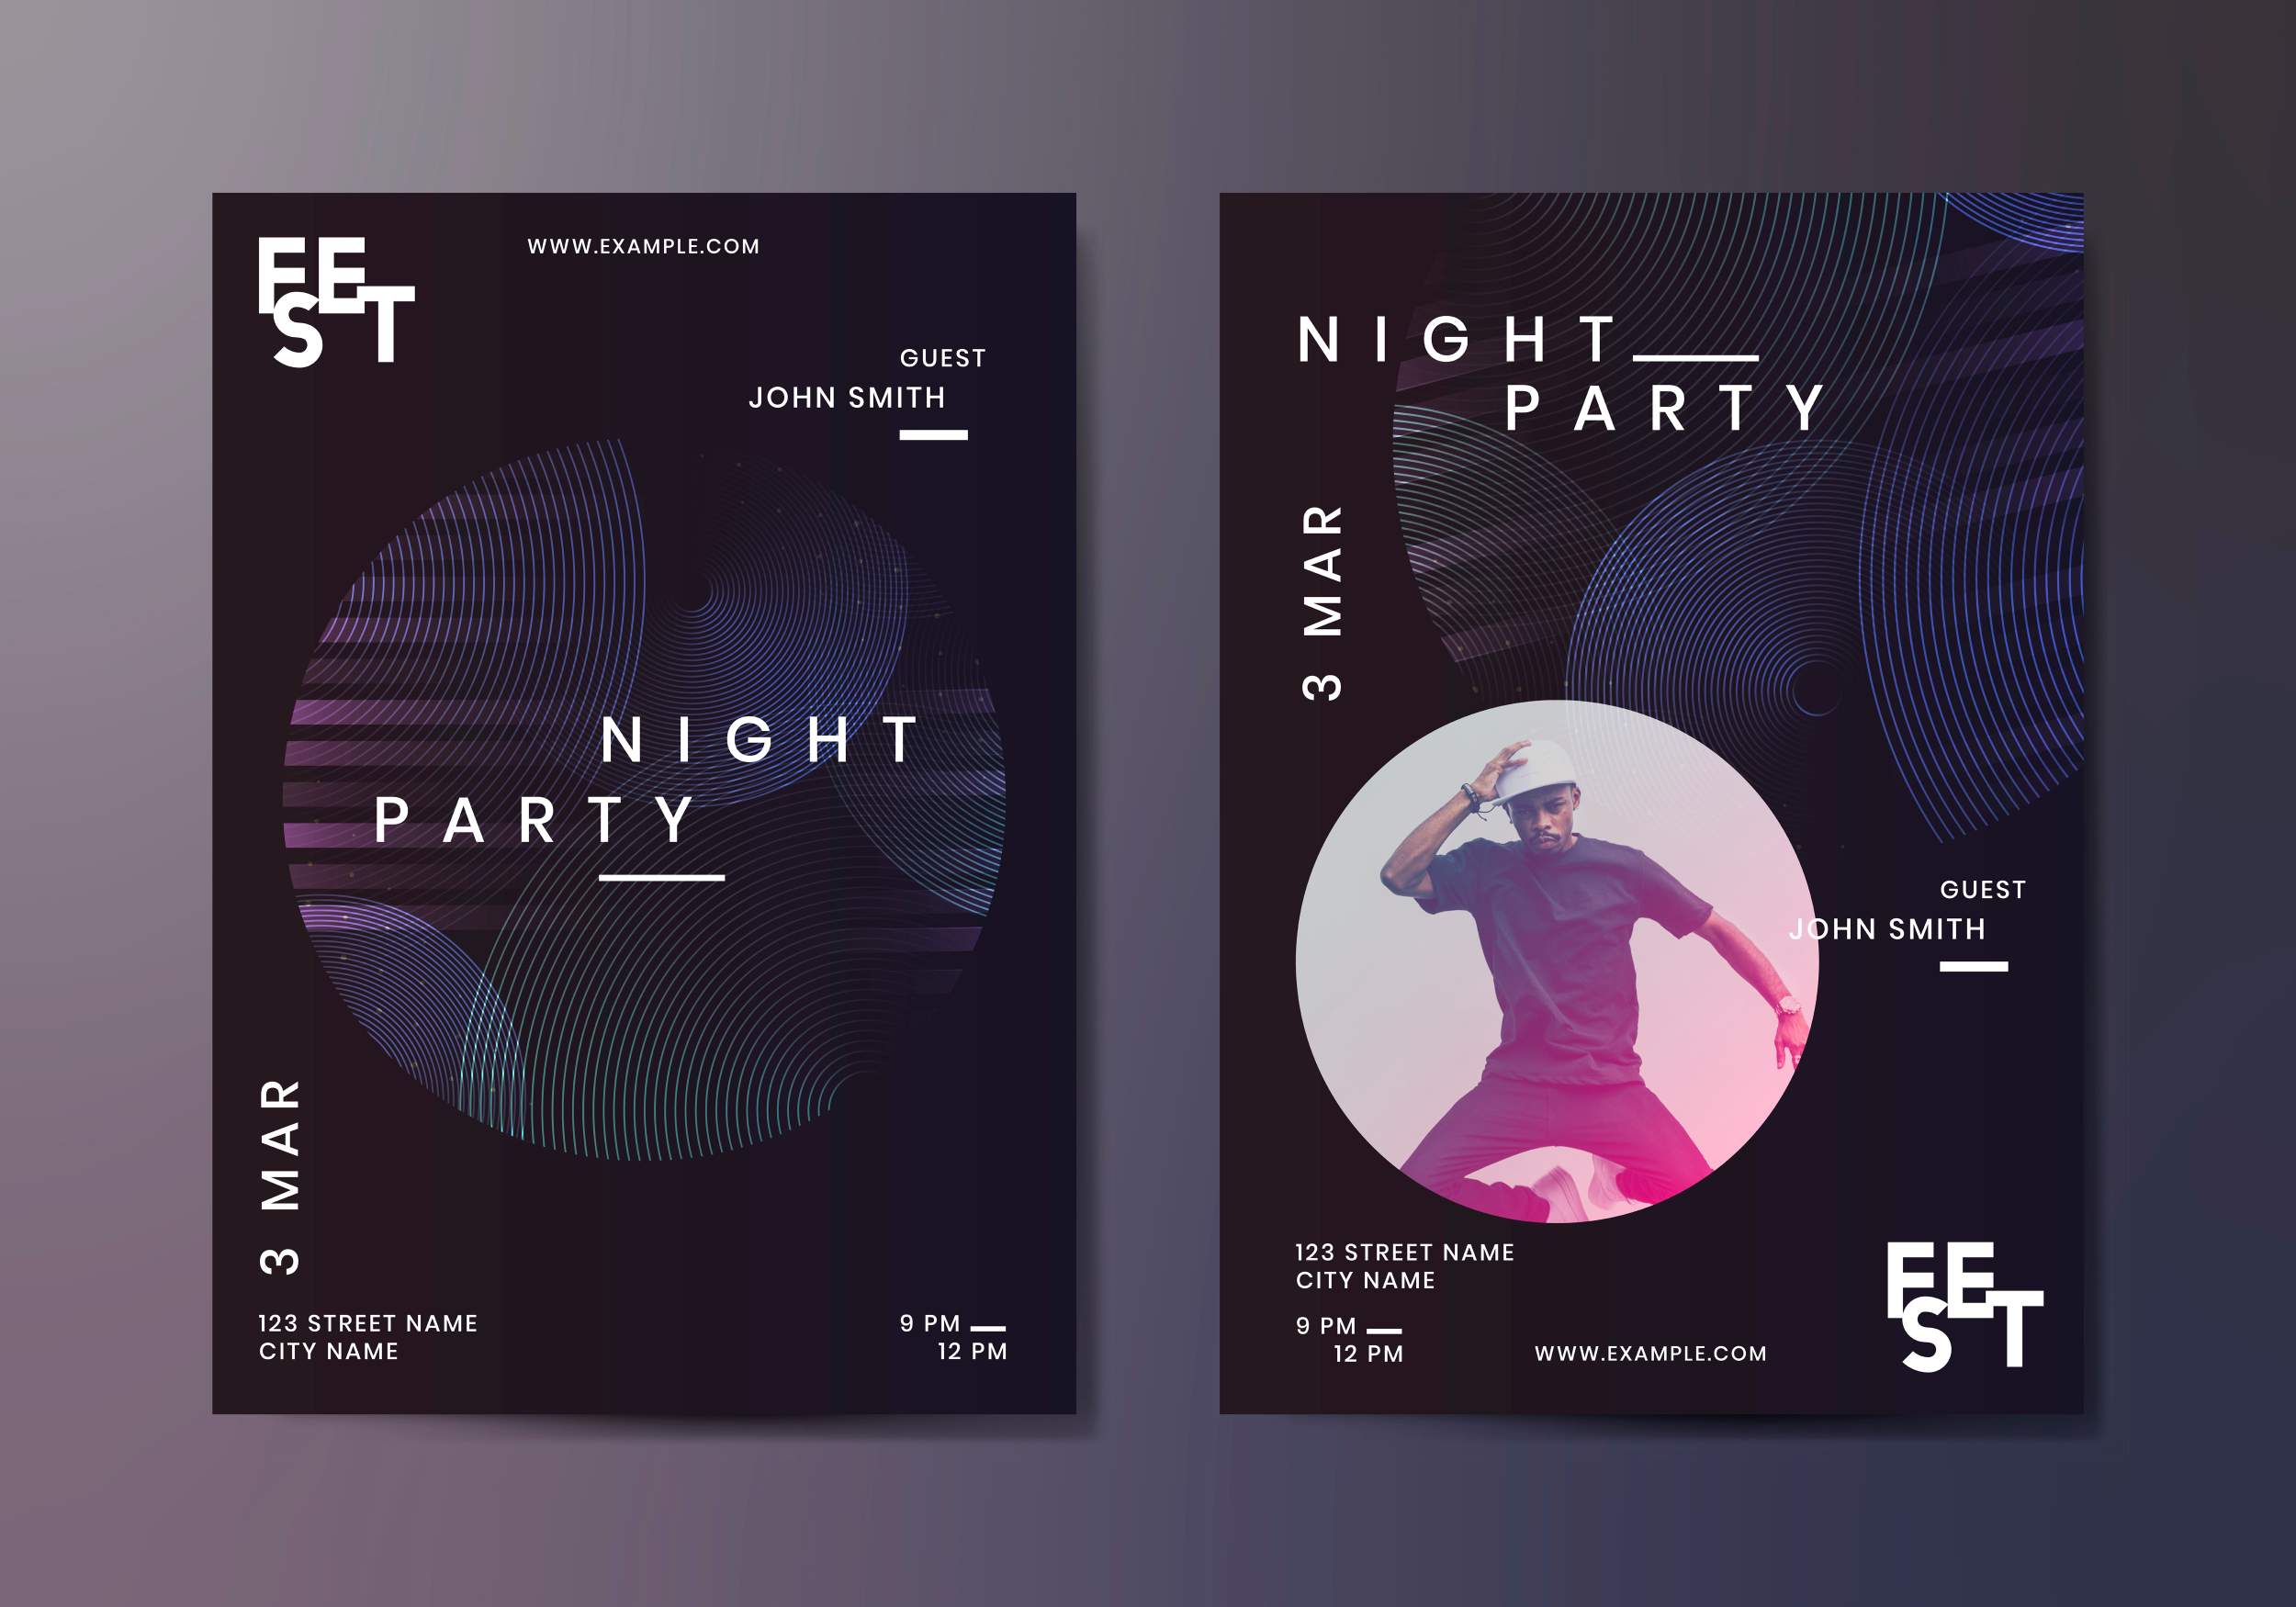 FEST
WWW.EXAMPLE.COM
GUEST
JOHN SMITH
NIGHT
PARTY
3 MAR
123 STREET NAME
CITY NAME
9 PM
12 PM
NIGHT
PARTY
3 MAR
GUEST
JOHN SMITH
123 STREET NAME
CITY NAME
9 PM
12 PM
WWW.EXAMPLE.COM
FEST